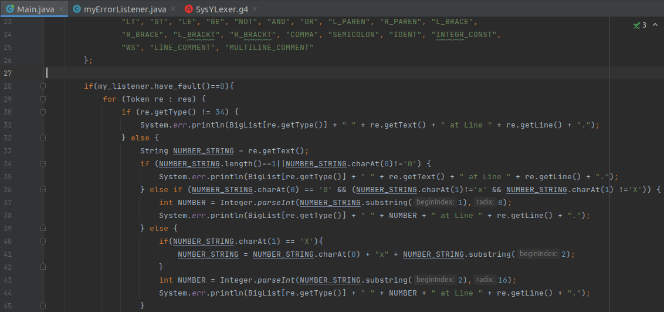 Main.java × myErrorListener.java × SysYLexer.g4 ×
23 "LT", "GT", "LE", "GE", "NOT", "AND", "OR", "L_PAREN", "R_PAREN", "L_BRACE",
24 "R_BRACE", "L_BRACKT", "R_BRACKT", "COMMA", "SEMICOLON", "IDENT", "INTEGR_CONST",
25 "WS", "LINE_COMMENT", "MULTILINE_COMMENT"
26 };
27
28 if(my_listener.have_fault()==0){
29 for (Token re : res) {
30 if (re.getType() != 34) {
31 System.err.println(BigList[re.getType()] + " " + re.getText() + " at Line " + re.getLine() + ".");
32 } else {
33 String NUMBER_STRING = re.getText();
34 if (NUMBER_STRING.length()==1||NUMBER_STRING.charAt(0)!='0') {
35 System.err.println(BigList[re.getType()] + " " + re.getText() + " at Line " + re.getLine() + ".");
36 } else if (NUMBER_STRING.charAt(0) == '0' && (NUMBER_STRING.charAt(1)!='x' && NUMBER_STRING.charAt(1) !='X')) {
37 int NUMBER = Integer.parseInt(NUMBER_STRING.substring( beginIndex: 1), radix: 8);
38 System.err.println(BigList[re.getType()] + " " + NUMBER + " at Line " + re.getLine() + ".");
39 } else {
40 if(NUMBER_STRING.charAt(1) == 'X'){
41 NUMBER_STRING = NUMBER_STRING.charAt(0) + "x" + NUMBER_STRING.substring( beginIndex: 2);
42 }
43 int NUMBER = Integer.parseInt(NUMBER_STRING.substring( beginIndex: 2), radix: 16);
44 System.err.println(BigList[re.getType()] + " " + NUMBER + " at Line " + re.getLine() + ".");
45 }
3